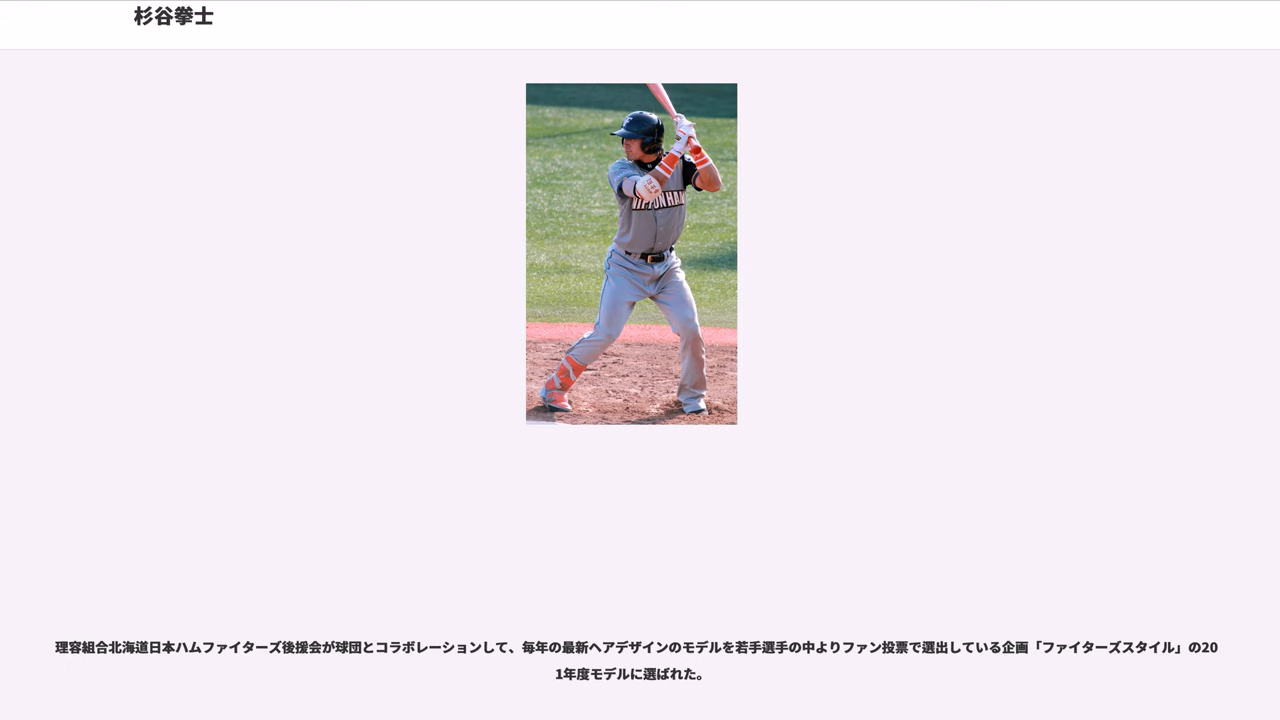 杉谷拳士
NIPPON HAM
理容組合北海道日本ハムファイターズ後援会が球団とコラボレーションして、毎年の最新ヘアデザインのモデルを若手選手の中よりファン投票で選出している企画「ファイターズスタイル」の20
1年度モデルに選ばれた。